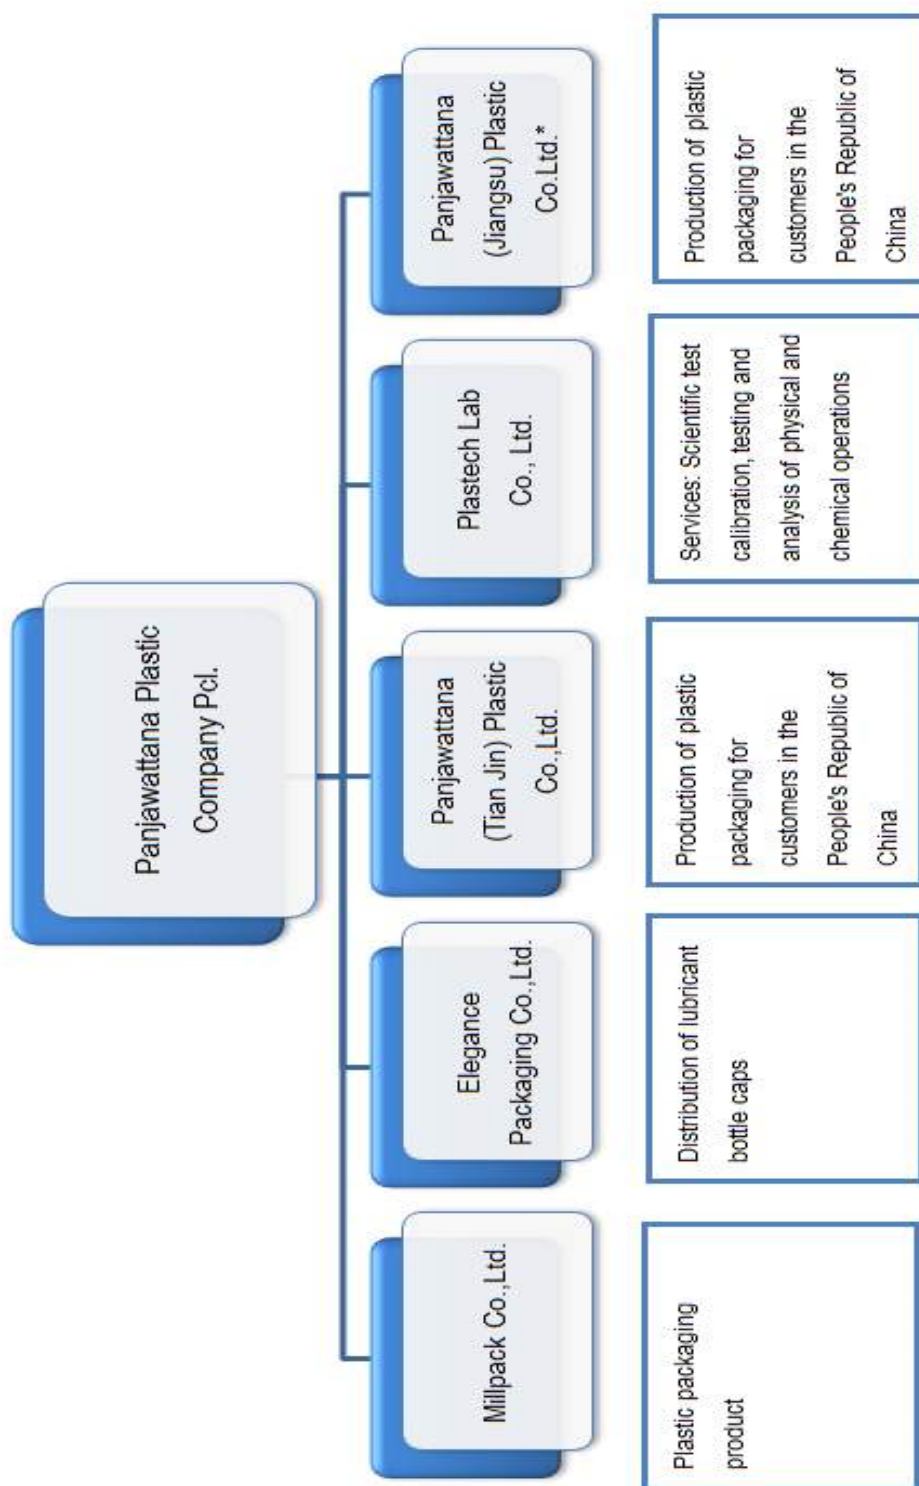 Panjawattana Plastic
Company Pcl.
Millpack Co.,Ltd.
Elegance
Packaging Co.,Ltd.
Panjawattana
(Tian Jin) Plastic
Co.,Ltd.
Plastech Lab
Co., Ltd.
Panjawattana
(Jiangsu) Plastic
Co.Ltd.*
Plastic packaging
product
Distribution of lubricant
bottle caps
Production of plastic
packaging for
customers in the
People's Republic of
China
Services: Scientific test
calibration, testing and
analysis of physical and
chemical operations
Production of plastic
packaging for
customers in the
People's Republic of
China